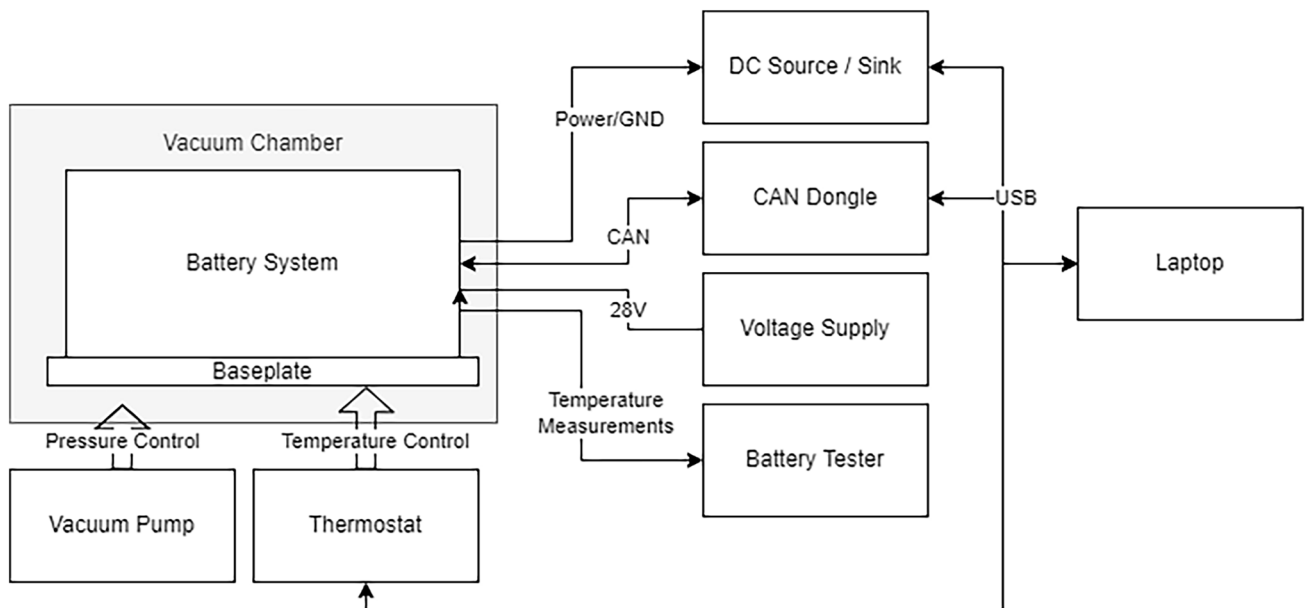 DC Source / Sink
Power/GND
Vacuum Chamber
CAN Dongle
USB
CAN
Battery System
Laptop
28V
Voltage Supply
Baseplate
Temperature
Measurements
Pressure Control
Temperature Control
Battery Tester
Vacuum Pump
Thermostat